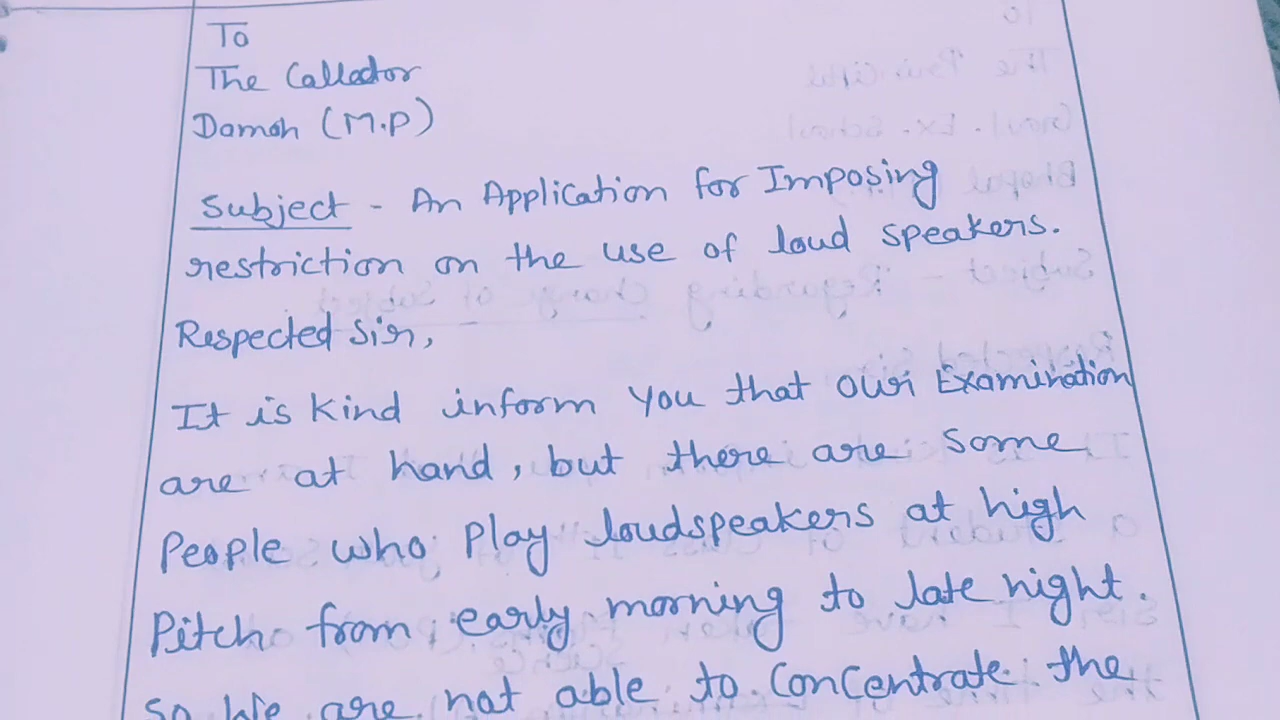 To
The Collector
Damoh (M.P)
Subject - An Application for Imposing
restriction on the use of loud speakers.
Respected Sir,
It is kind inform you that our Examination
are at hand, but there are some
People who Play loudspeakers at high
Pitch from early morning to late night.
So We are not able to concentrate the